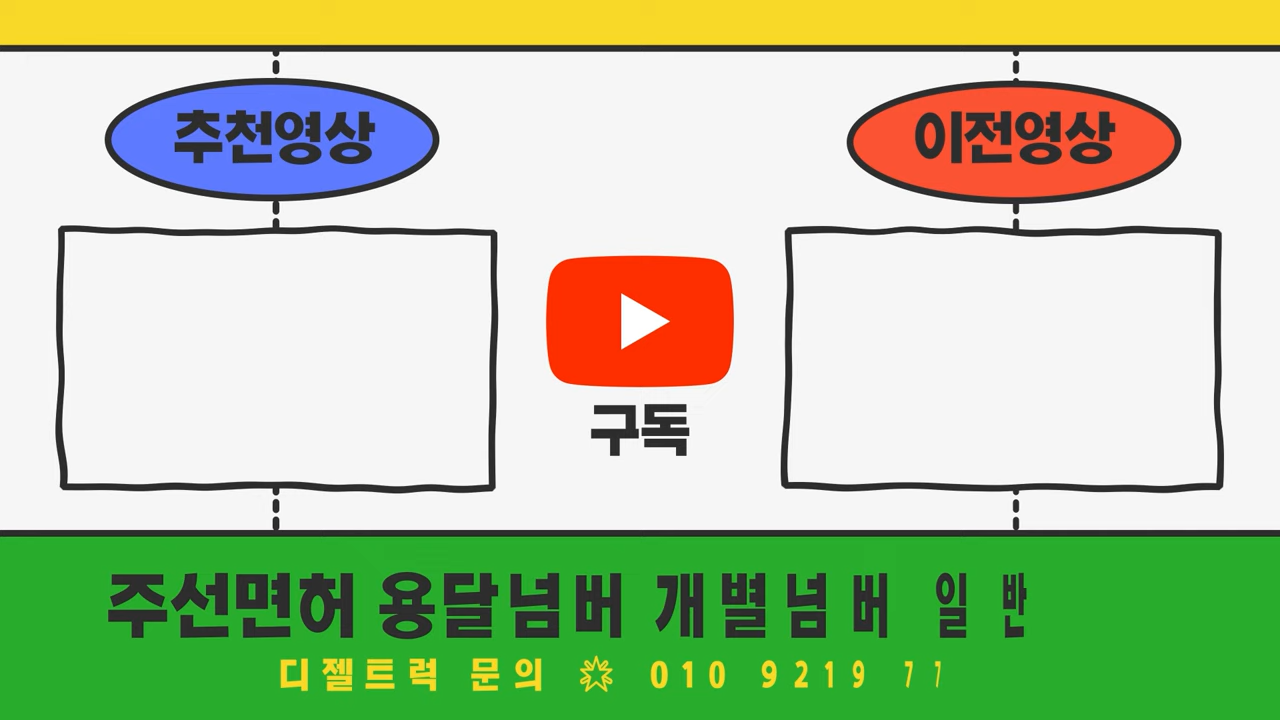 추천영상
이전영상
구독
주선면허 용달넘버 개별넘버 일반
디젤트럭 문의 010 9219 77